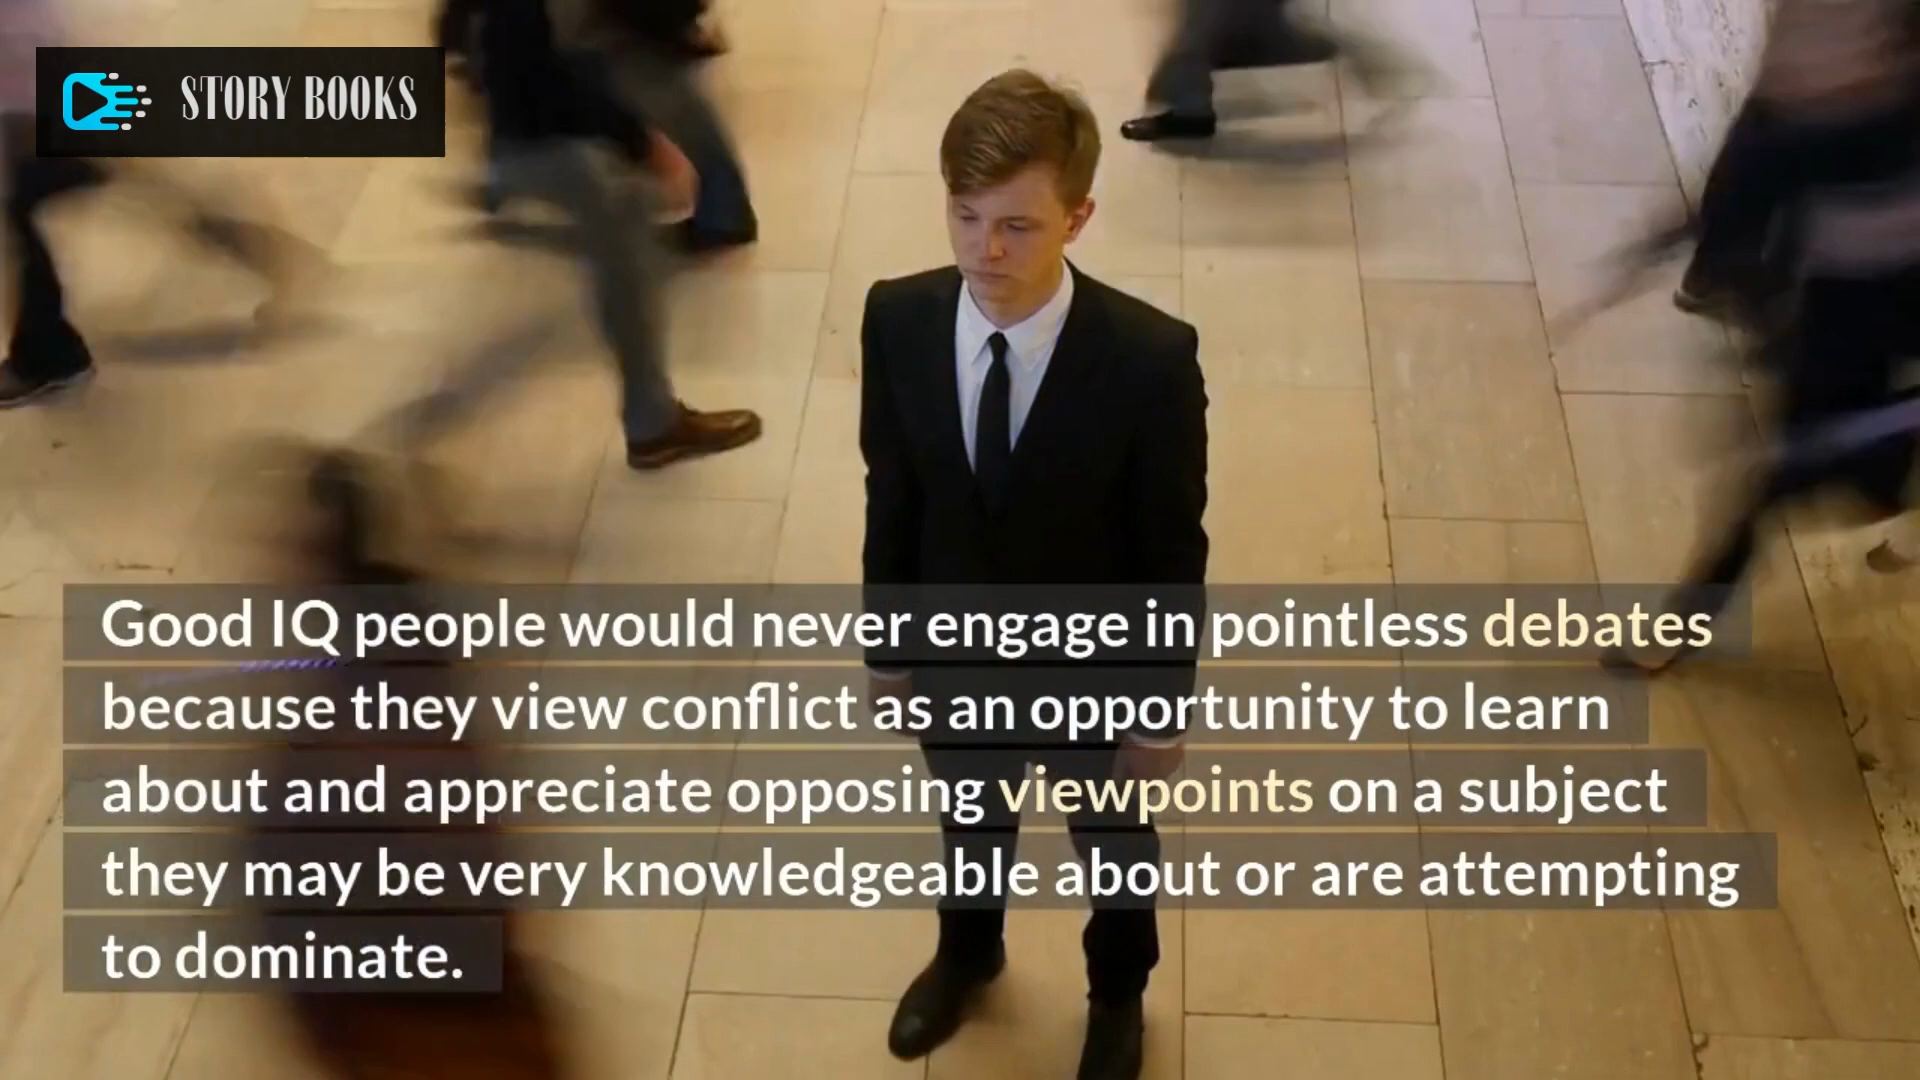 STORY BOOKS
Good IQ people would never engage in pointless debates
because they view conflict as an opportunity to learn
about and appreciate opposing viewpoints on a subject
they may be very knowledgeable about or are attempting
to dominate.